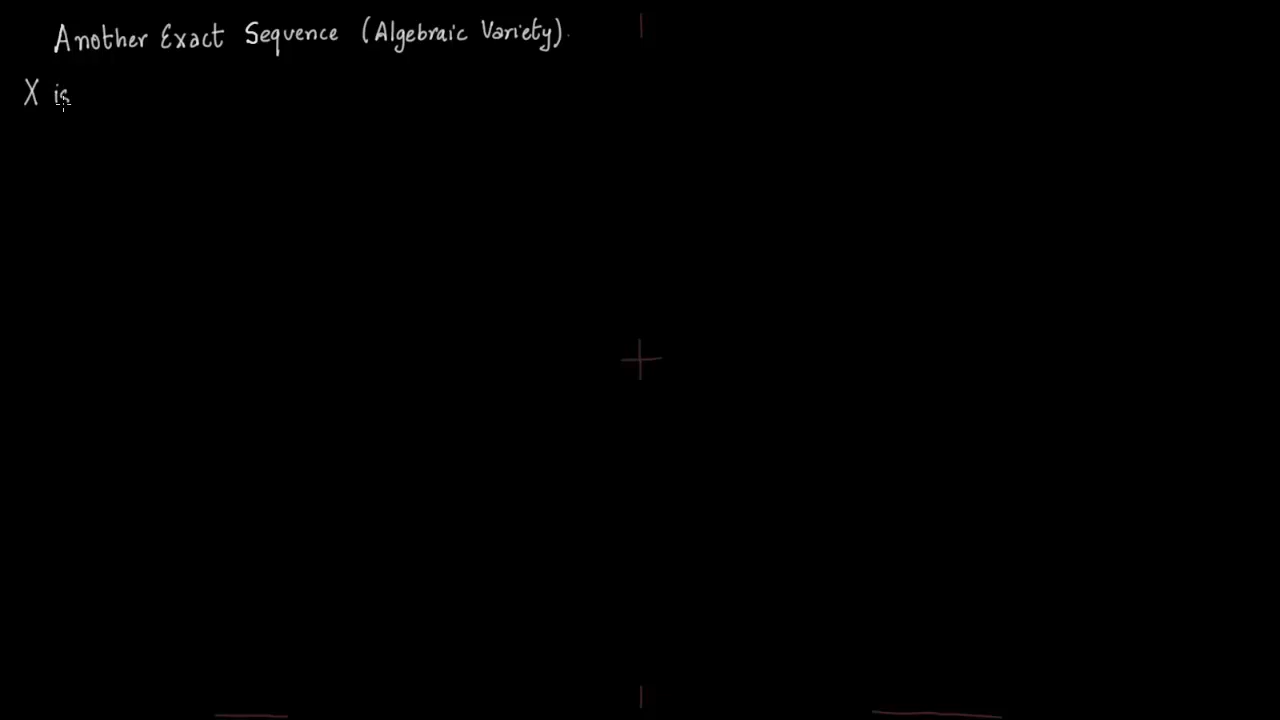 Another Exact Sequence (Algebraic Variety).
X is